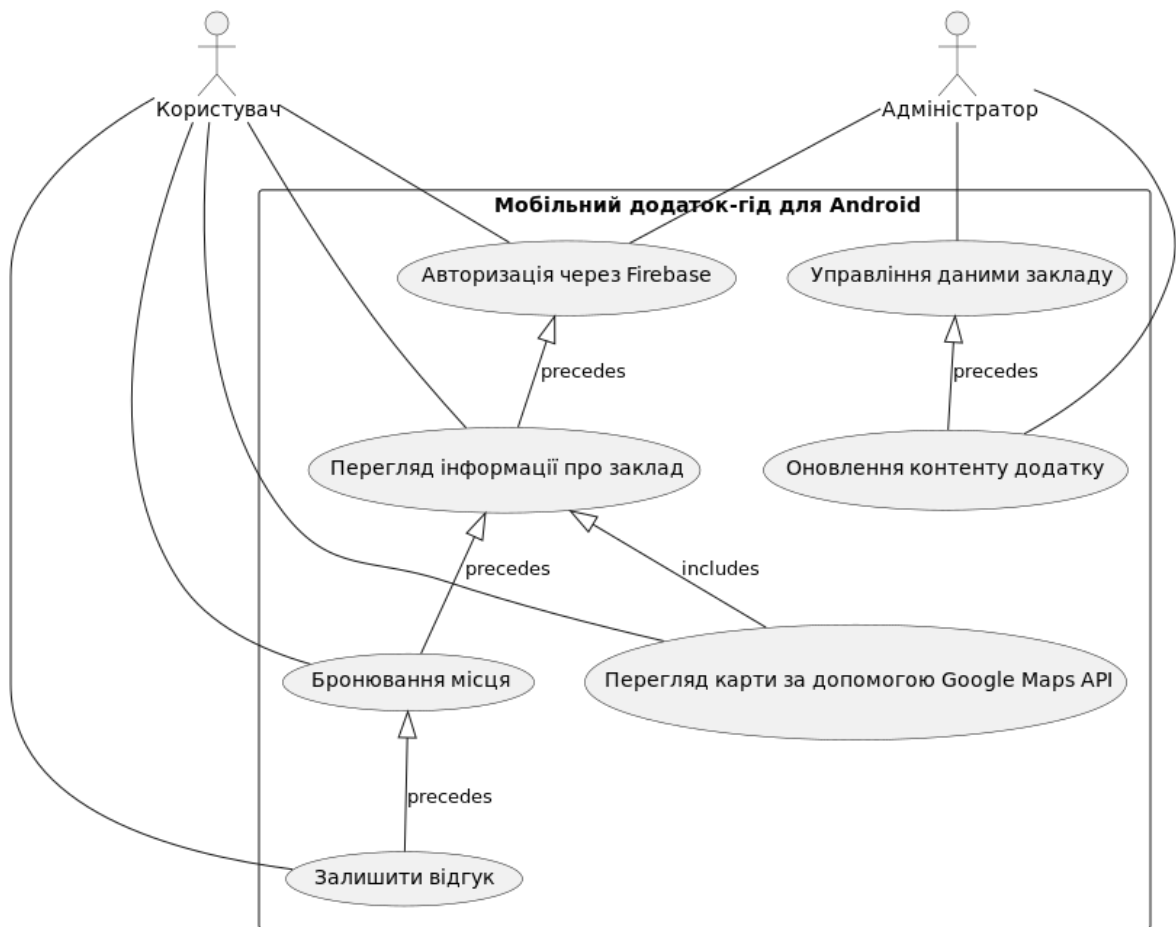 Користувач
Адміністратор
Мобільний додаток-гід для Android
Авторизація через Firebase
Управління даними закладу
precedes
precedes
Перегляд інформації про заклад
Оновлення контенту додатку
precedes
includes
Бронювання місця
Перегляд карти за допомогою Google Maps API
precedes
Залишити відгук